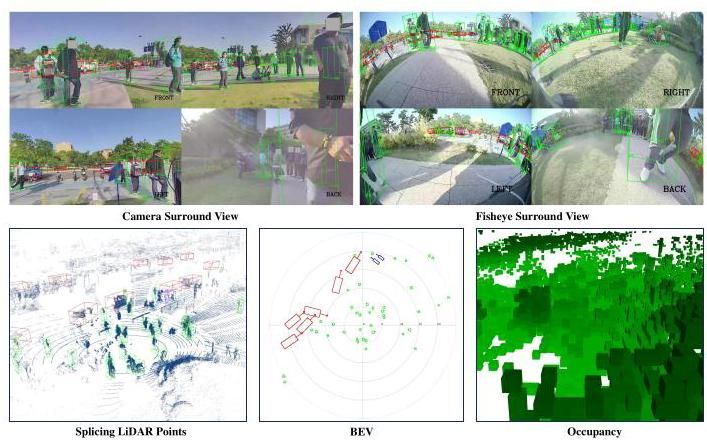 FRONT
RIGHT
FRONT
RIGHT
LEFT
BACK
LEFT
BACK
Camera Surround View
Fisheye Surround View
Splicing LiDAR Points
BEV
Occupancy